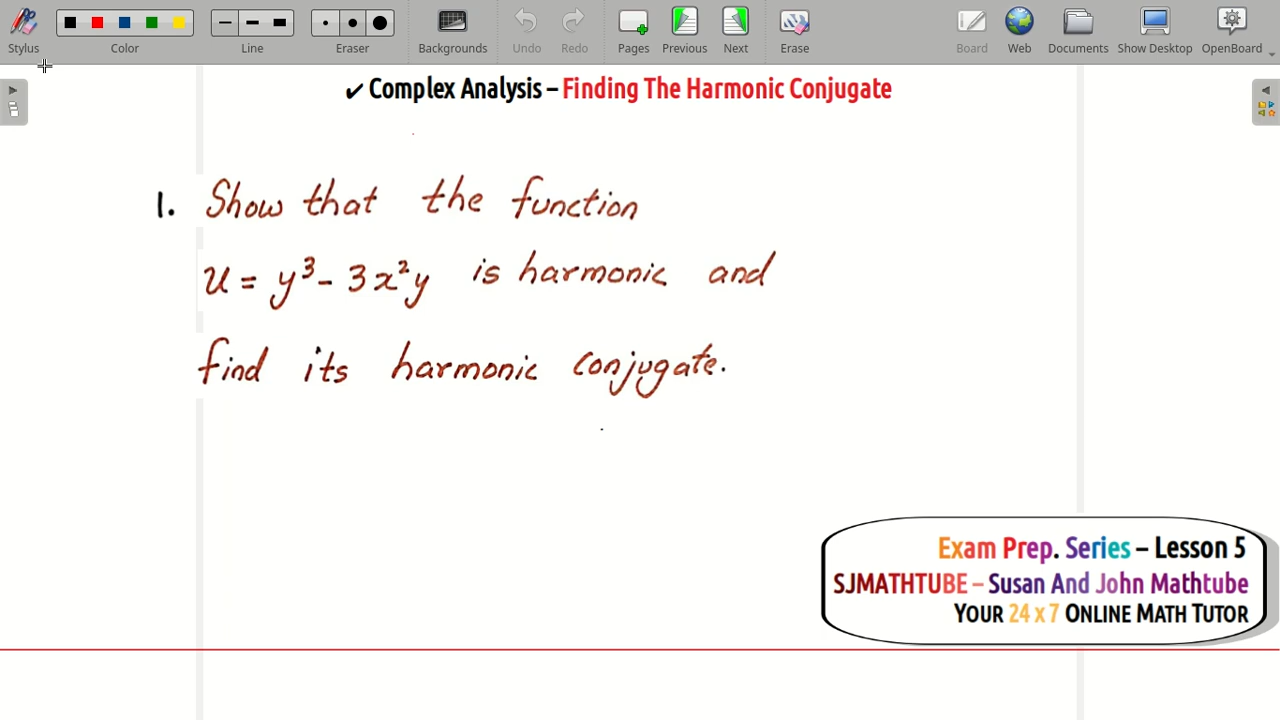 Stylus
Color
Line
Eraser
Backgrounds
Undo
Redo
Pages
Previous
Next
Erase
Board
Web
Documents
Show Desktop
OpenBoard
✔ Complex Analysis – Finding The Harmonic Conjugate
1. Show that the function
u = y³ - 3x²y is harmonic and
find its harmonic conjugate.
Exam Prep. Series – Lesson 5
SJMATHTUBE – Susan And John Mathtube
YOUR 24 x 7 ONLINE MATH TUTOR